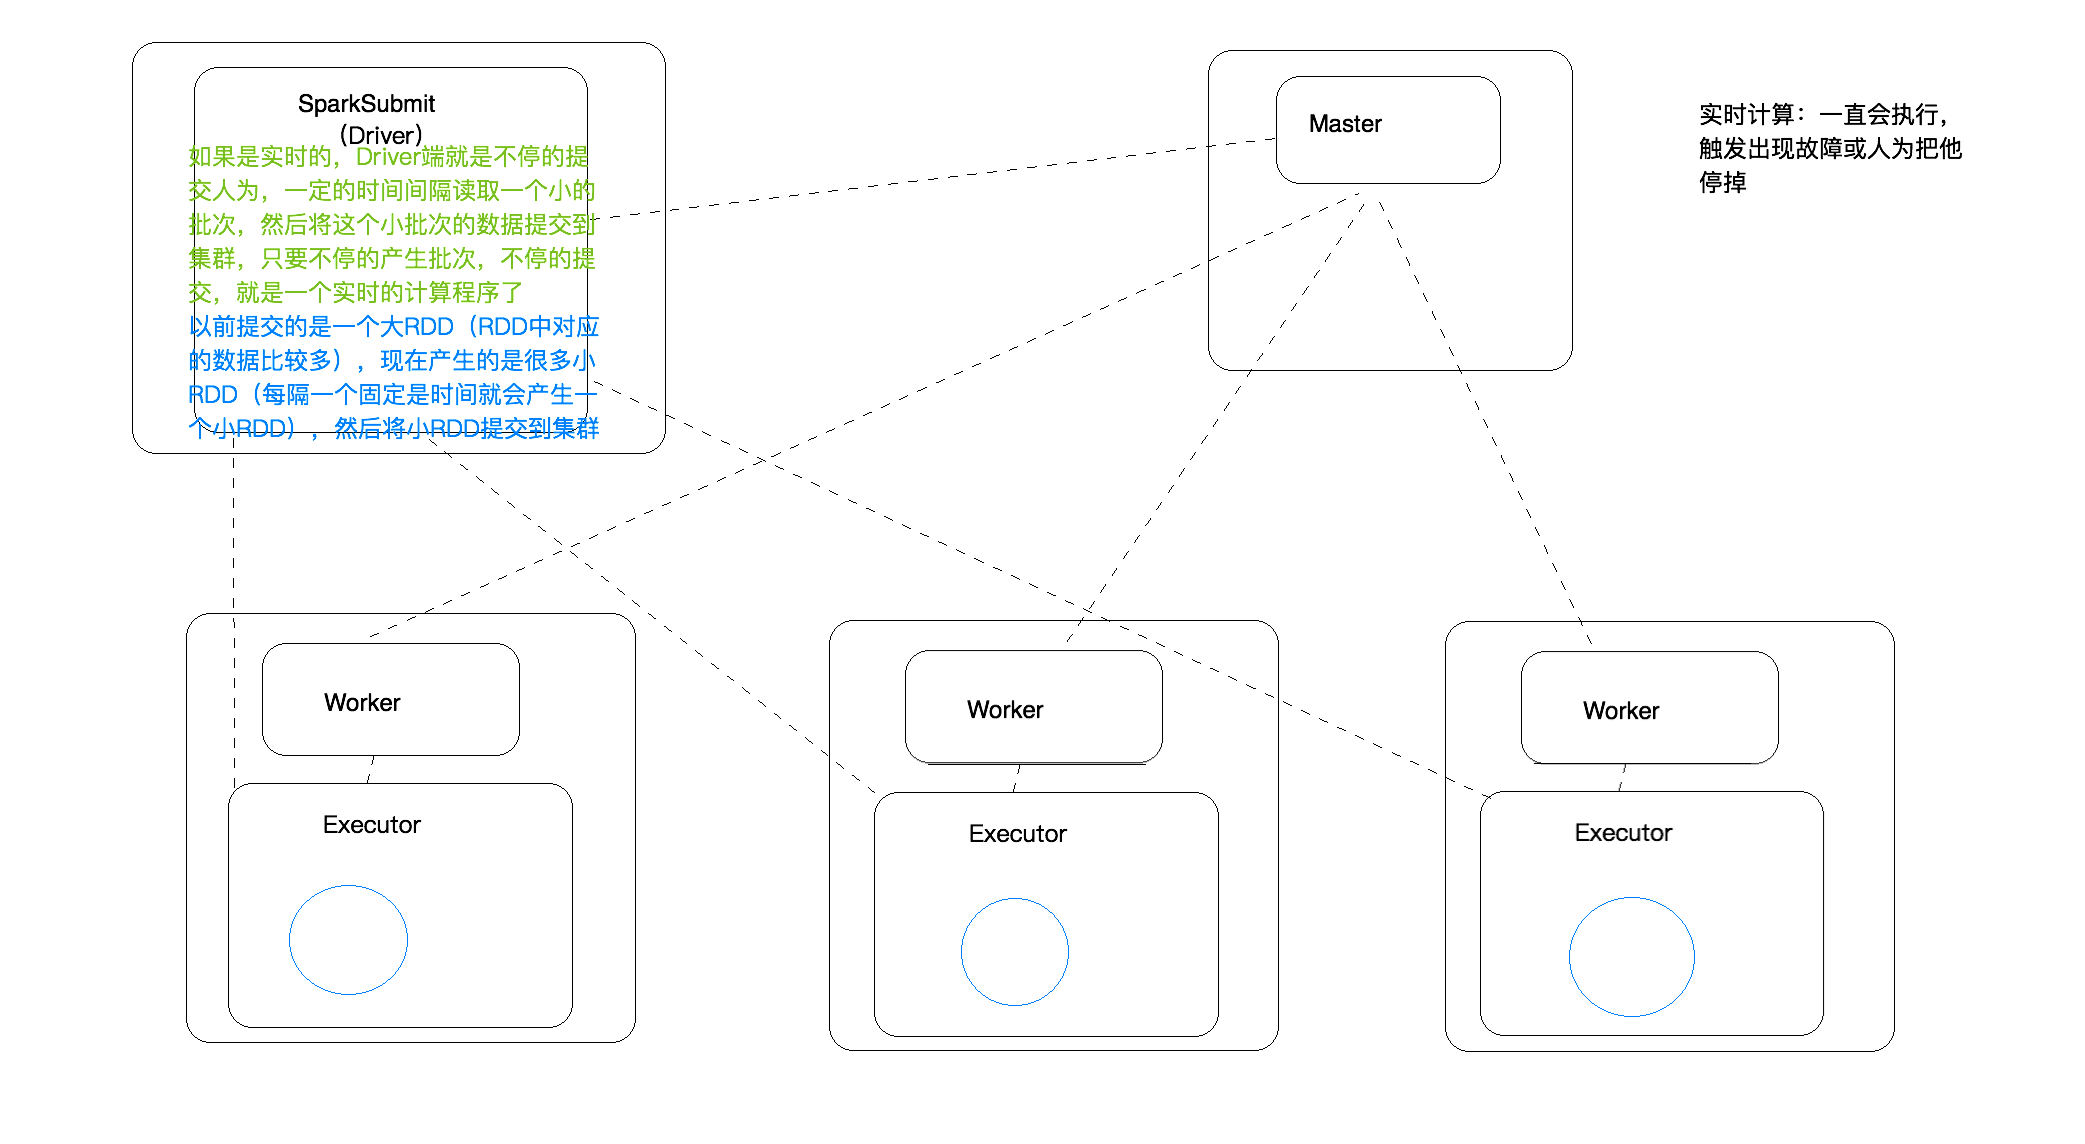 SparkSubmit
（Driver）
如果是实时的，Driver端就是不停的提
交人为，一定的时间间隔读取一个小的
批次，然后将这个小批次的数据提交到
集群，只要不停的产生批次，不停的提
交，就是一个实时的计算程序了
以前提交的是一个大RDD（RDD中对应
的数据比较多），现在产生的是很多小
RDD（每隔一个固定是时间就会产生一
个小RDD），然后将小RDD提交到集群
Master
实时计算：一直会执行，
触发出现故障或人为把他
停掉
Worker
Executor
Worker
Executor
Worker
Executor